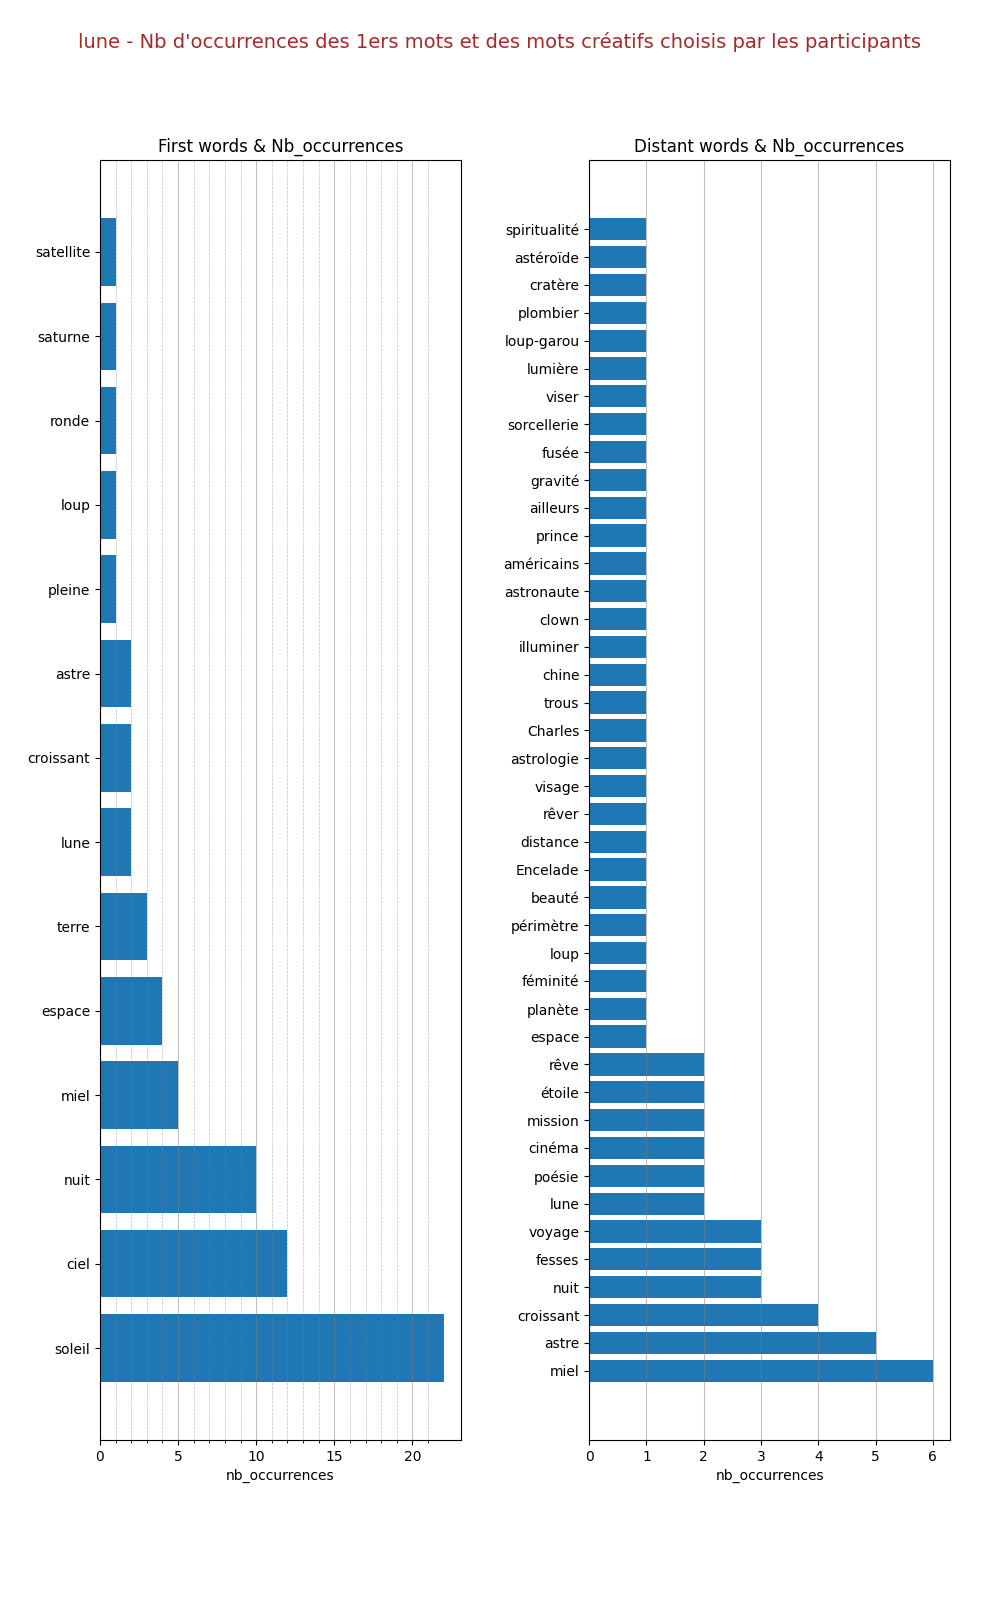 lune - Nb d'occurrences des 1ers mots et des mots créatifs choisis par les participants
First words & Nb_occurrences
satellite
saturne
ronde
loup
pleine
astre
croissant
lune
terre
espace
miel
nuit
ciel
soleil
0 5 10 15 20
nb_occurrences
Distant words & Nb_occurrences
spiritualité
astéroïde
cratère
plombier
loup-garou
lumière
viser
sorcellerie
fusée
gravité
ailleurs
prince
américains
astronaute
clown
illuminer
chine
trous
Charles
astrologie
visage
rêver
distance
Encelade
beauté
périmètre
loup
féminité
planète
espace
rêve
étoile
mission
cinéma
poésie
lune
voyage
fesses
nuit
croissant
astre
miel
0 1 2 3 4 5 6
nb_occurrences